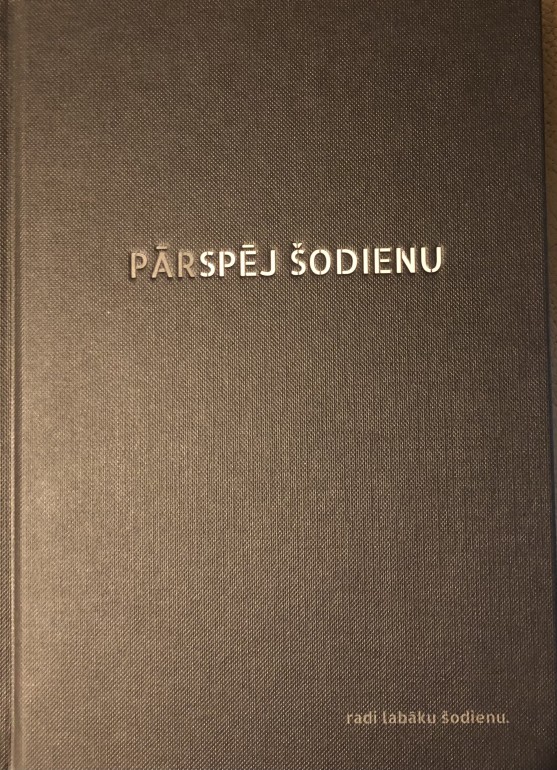 PĀRSPĒJ ŠODIENU
radi labāku šodienu.